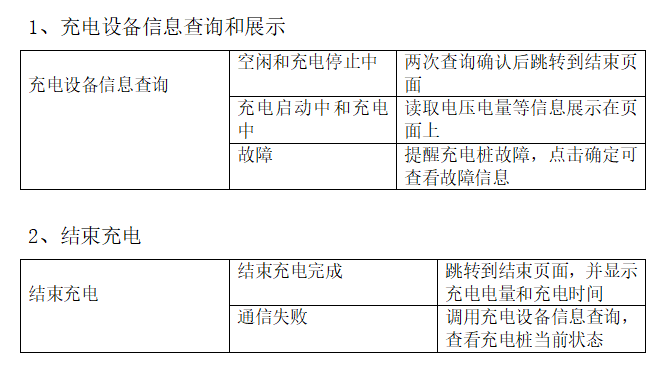 1、充电设备信息查询和展示
充电设备信息查询
空闲和充电停止中
两次查询确认后跳转到结束页
面
充电启动中和充电
中
读取电压电量等信息展示在页
面上
故障
提醒充电桩故障，点击确定可
查看故障信息
2、结束充电
结束充电
结束充电完成
跳转到结束页面，并显示
充电电量和充电时间
通信失败
调用充电设备信息查询，
查看充电桩当前状态